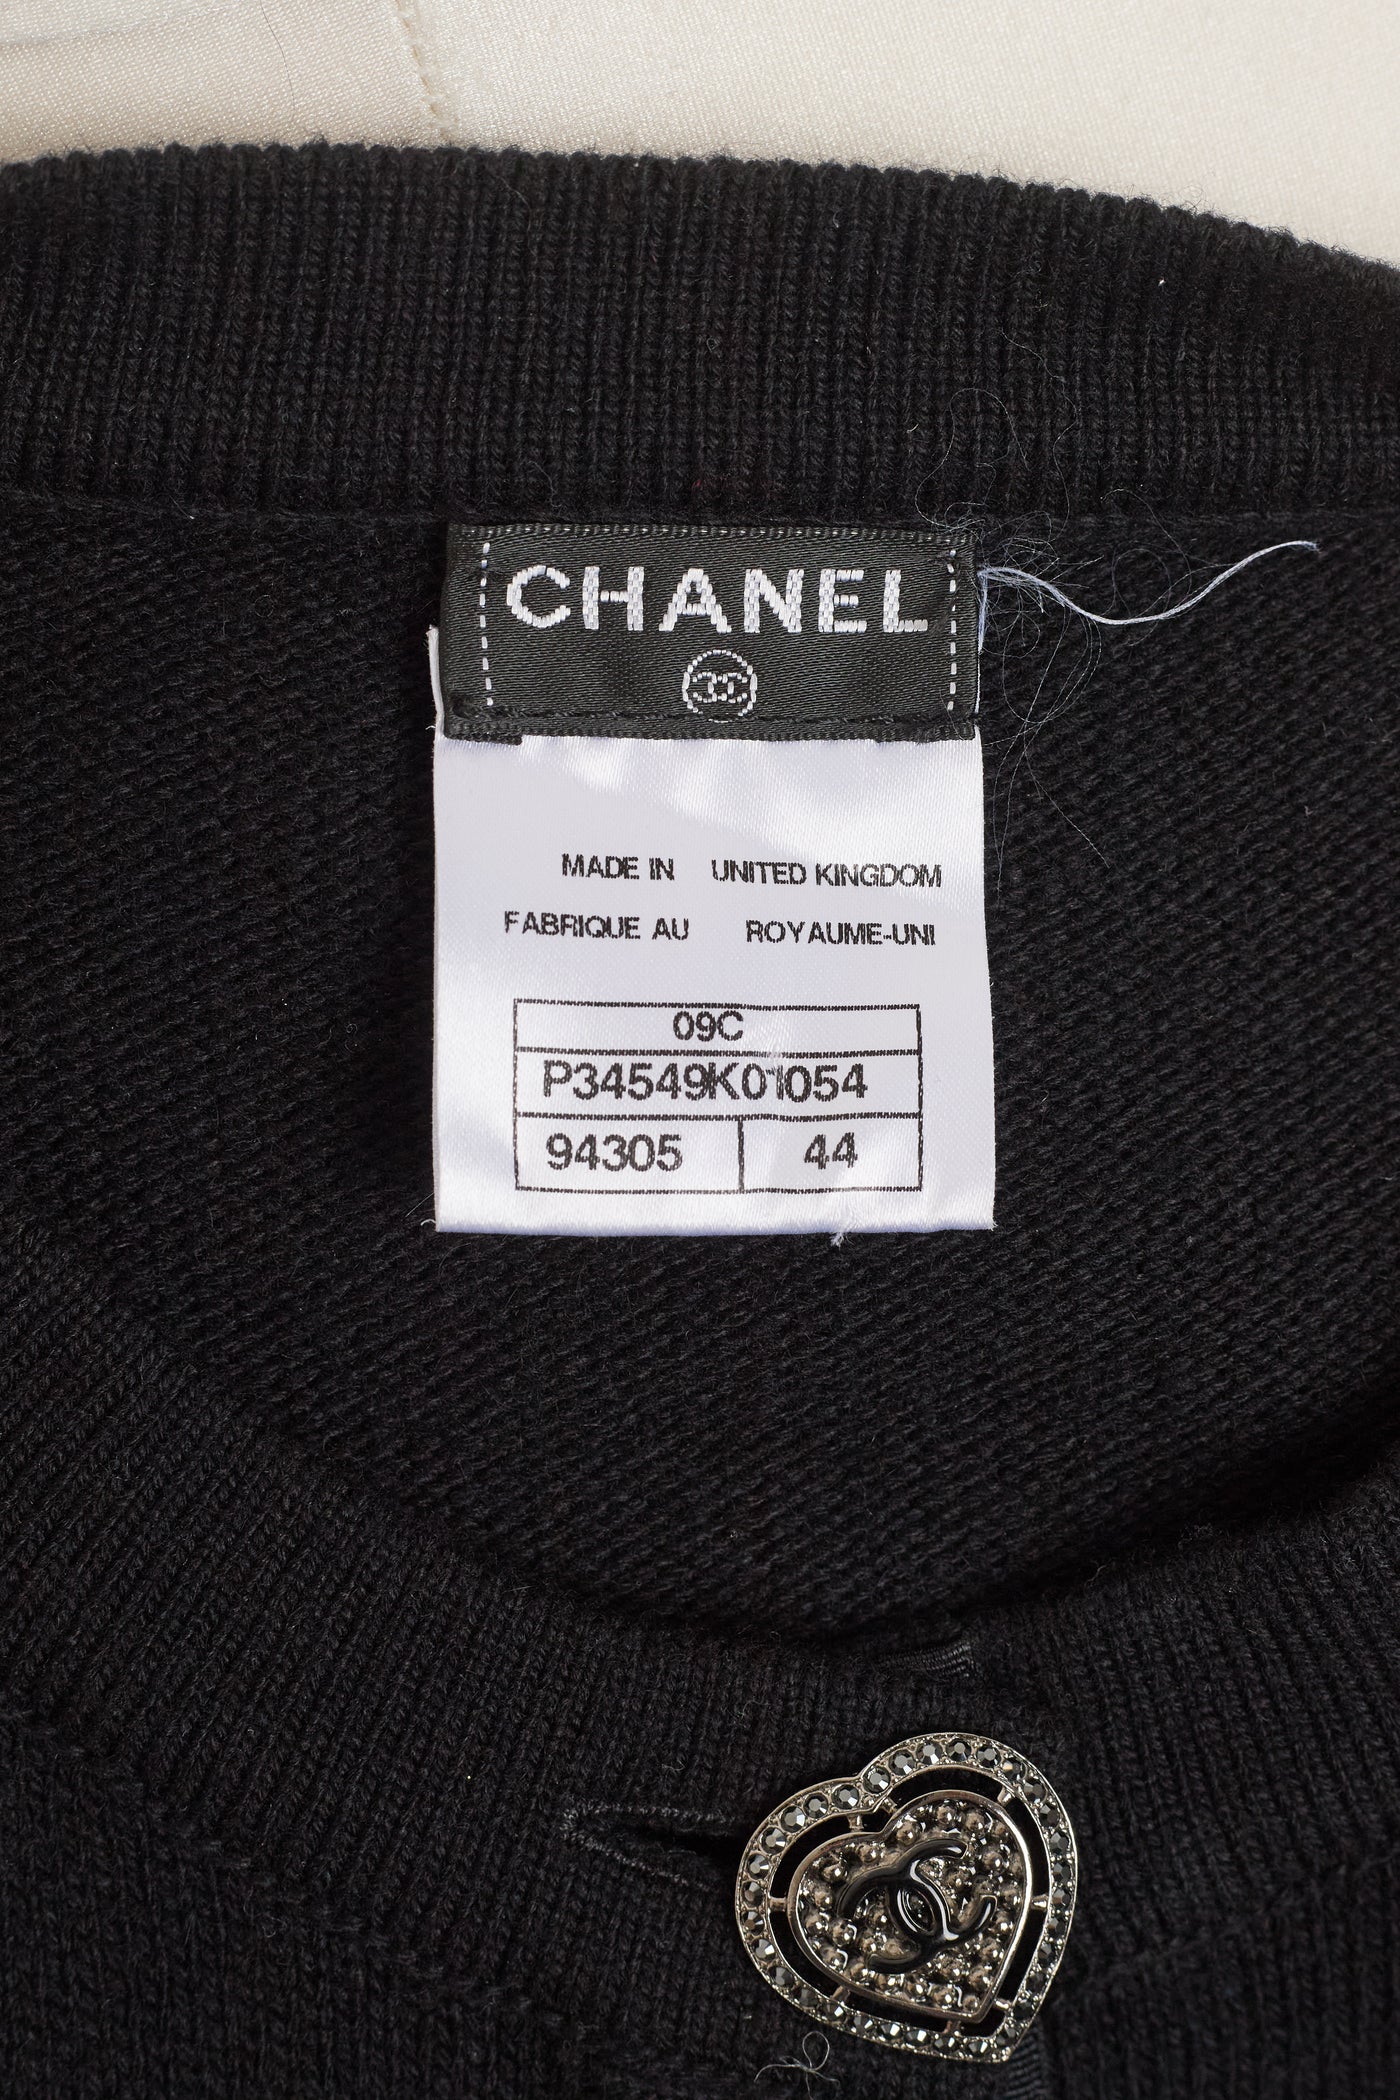 CHANEL
MADE IN UNITED KINGDOM
FABRIQUE AU ROYAUME-UNI
09C
P34549K01054
94305 44